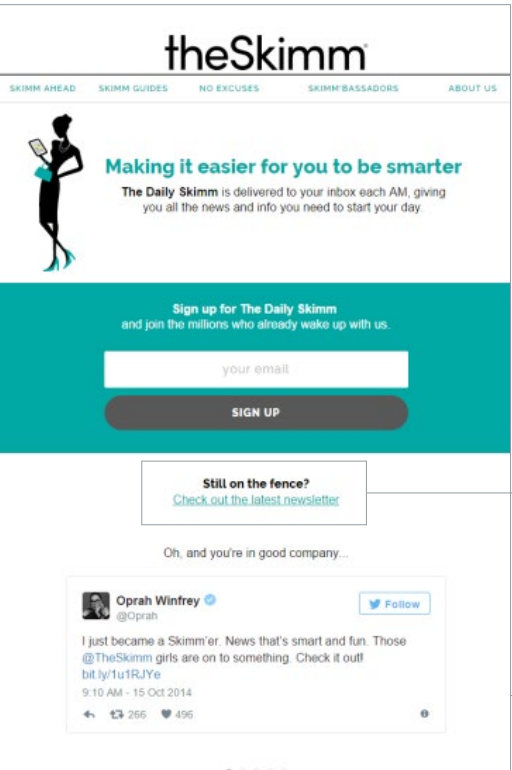 theSkimm
SKIMM AHEAD SKIMM GUIDES NO EXCUSES SKIMM'BASSADORS ABOUT US
Making it easier for you to be smarter
The Daily Skimm is delivered to your inbox each AM, giving
you all the news and info you need to start your day.
Sign up for The Daily Skimm
and join the millions who already wake up with us.
your email
SIGN UP
Still on the fence?
Check out the latest newsletter
Oh, and you're in good company...
Oprah Winfrey
@Oprah
Follow
I just became a Skimm'er. News that's smart and fun. Those
@TheSkimm girls are on to something. Check it out!
bit.ly/1u1RJYe
9:10 AM - 15 Oct 2014
266 496